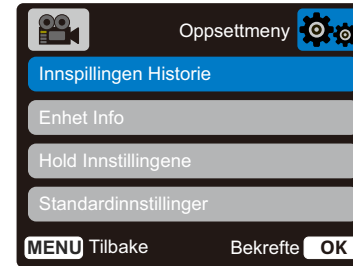 Oppsettmeny
Innspillingen Historie
Enhet Info
Hold Innstillingene
Standardinnstillinger
MENU Tilbake Bekrefte OK